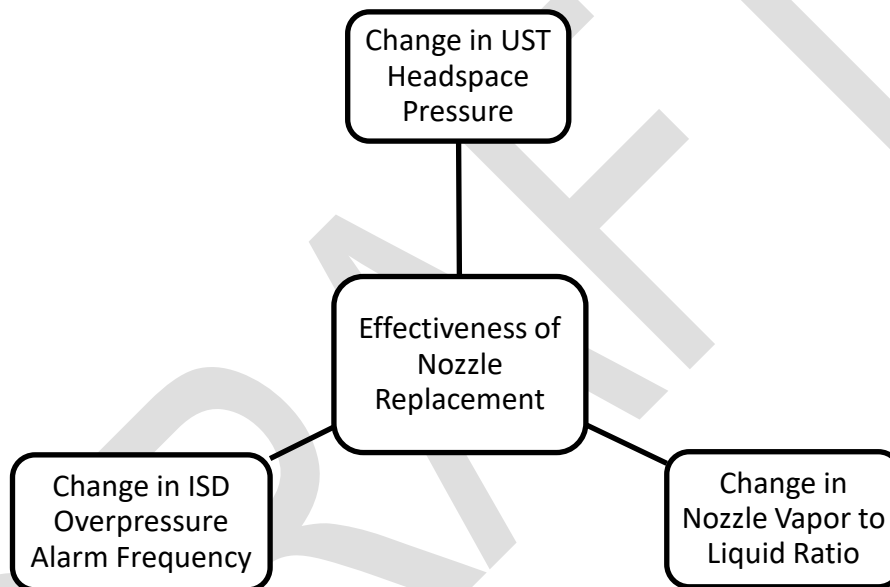 Change in UST
Headspace
Pressure
Effectiveness of
Nozzle
Replacement
Change in ISD
Overpressure
Alarm Frequency
Change in
Nozzle Vapor to
Liquid Ratio